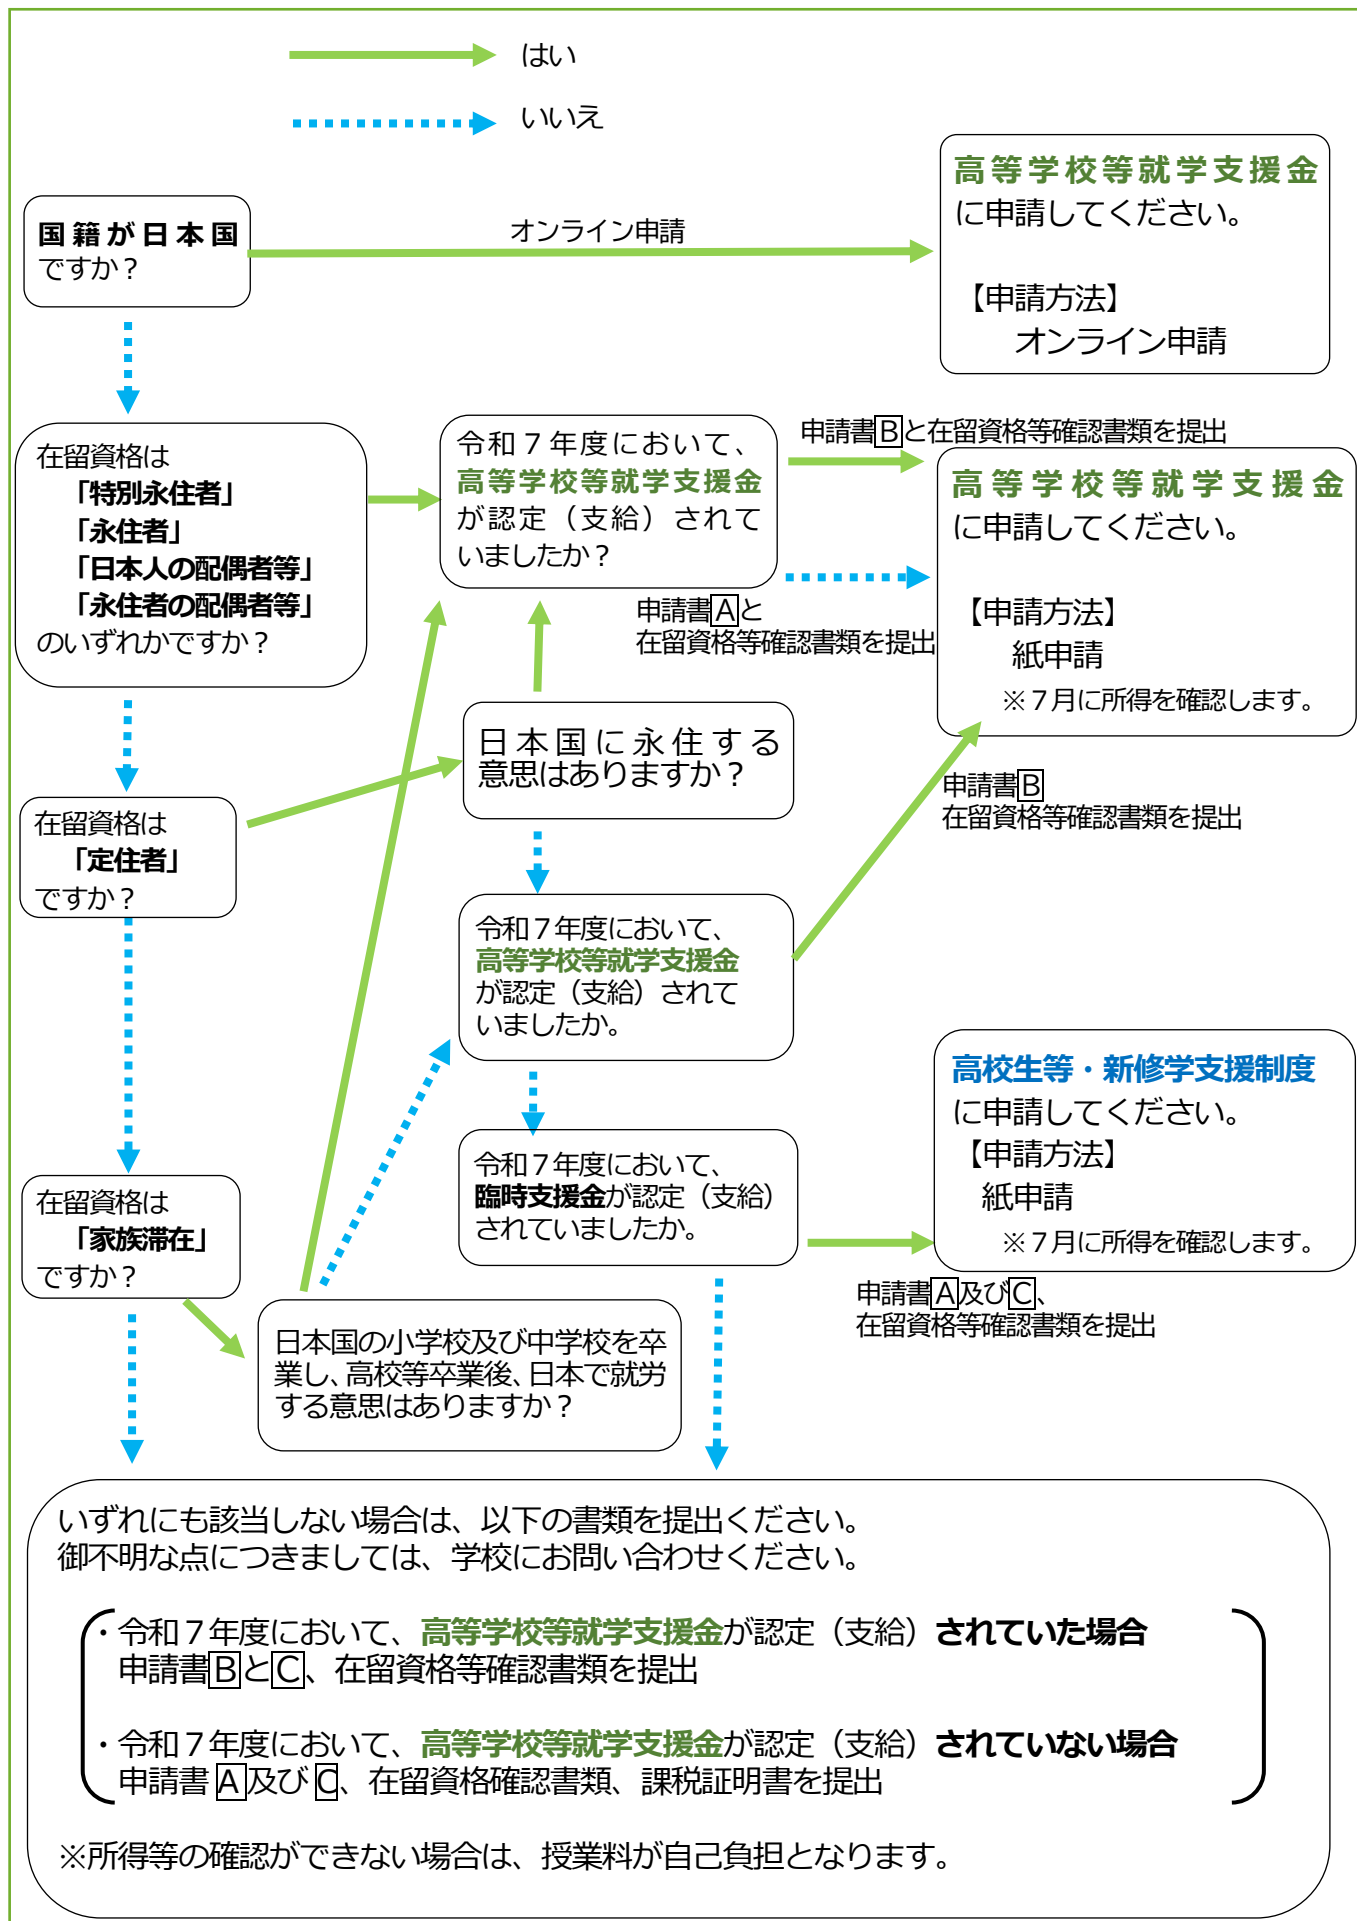 はい
いいえ
国籍が日本国
ですか？
オンライン申請
高等学校等就学支援金
に申請してください。
【申請方法】
オンライン申請
在留資格は
「特別永住者」
「永住者」
「日本人の配偶者等」
「永住者の配偶者等」
のいずれかですか？
令和７年度において、
高等学校等就学支援金
が認定（支給）されて
いましたか？
申請書Ｂと在留資格等確認書類を提出
高等学校等就学支援金
に申請してください。
【申請方法】
紙申請
※７月に所得を確認します。
申請書Ａと
在留資格等確認書類を提出
日本国に永住する
意思はありますか？
申請書Ｂ
在留資格等確認書類を提出
在留資格は
「定住者」
ですか？
令和７年度において、
高等学校等就学支援金
が認定（支給）されて
いましたか。
高校生等・新修学支援制度
に申請してください。
【申請方法】
紙申請
※７月に所得を確認します。
令和７年度において、
臨時支援金が認定（支給）
されていましたか。
在留資格は
「家族滞在」
ですか？
申請書Ａ及びＣ、
在留資格等確認書類を提出
日本国の小学校及び中学校を卒
業し、高校等卒業後、日本で就労
する意思はありますか？
いずれにも該当しない場合は、以下の書類を提出ください。
御不明な点につきましては、学校にお問い合わせください。
・令和７年度において、高等学校等就学支援金が認定（支給）されていた場合
申請書ＢとＣ、在留資格等確認書類を提出
・令和７年度において、高等学校等就学支援金が認定（支給）されていない場合
申請書Ａ及びＣ、在留資格確認書類、課税証明書を提出
※所得等の確認ができない場合は、授業料が自己負担となります。